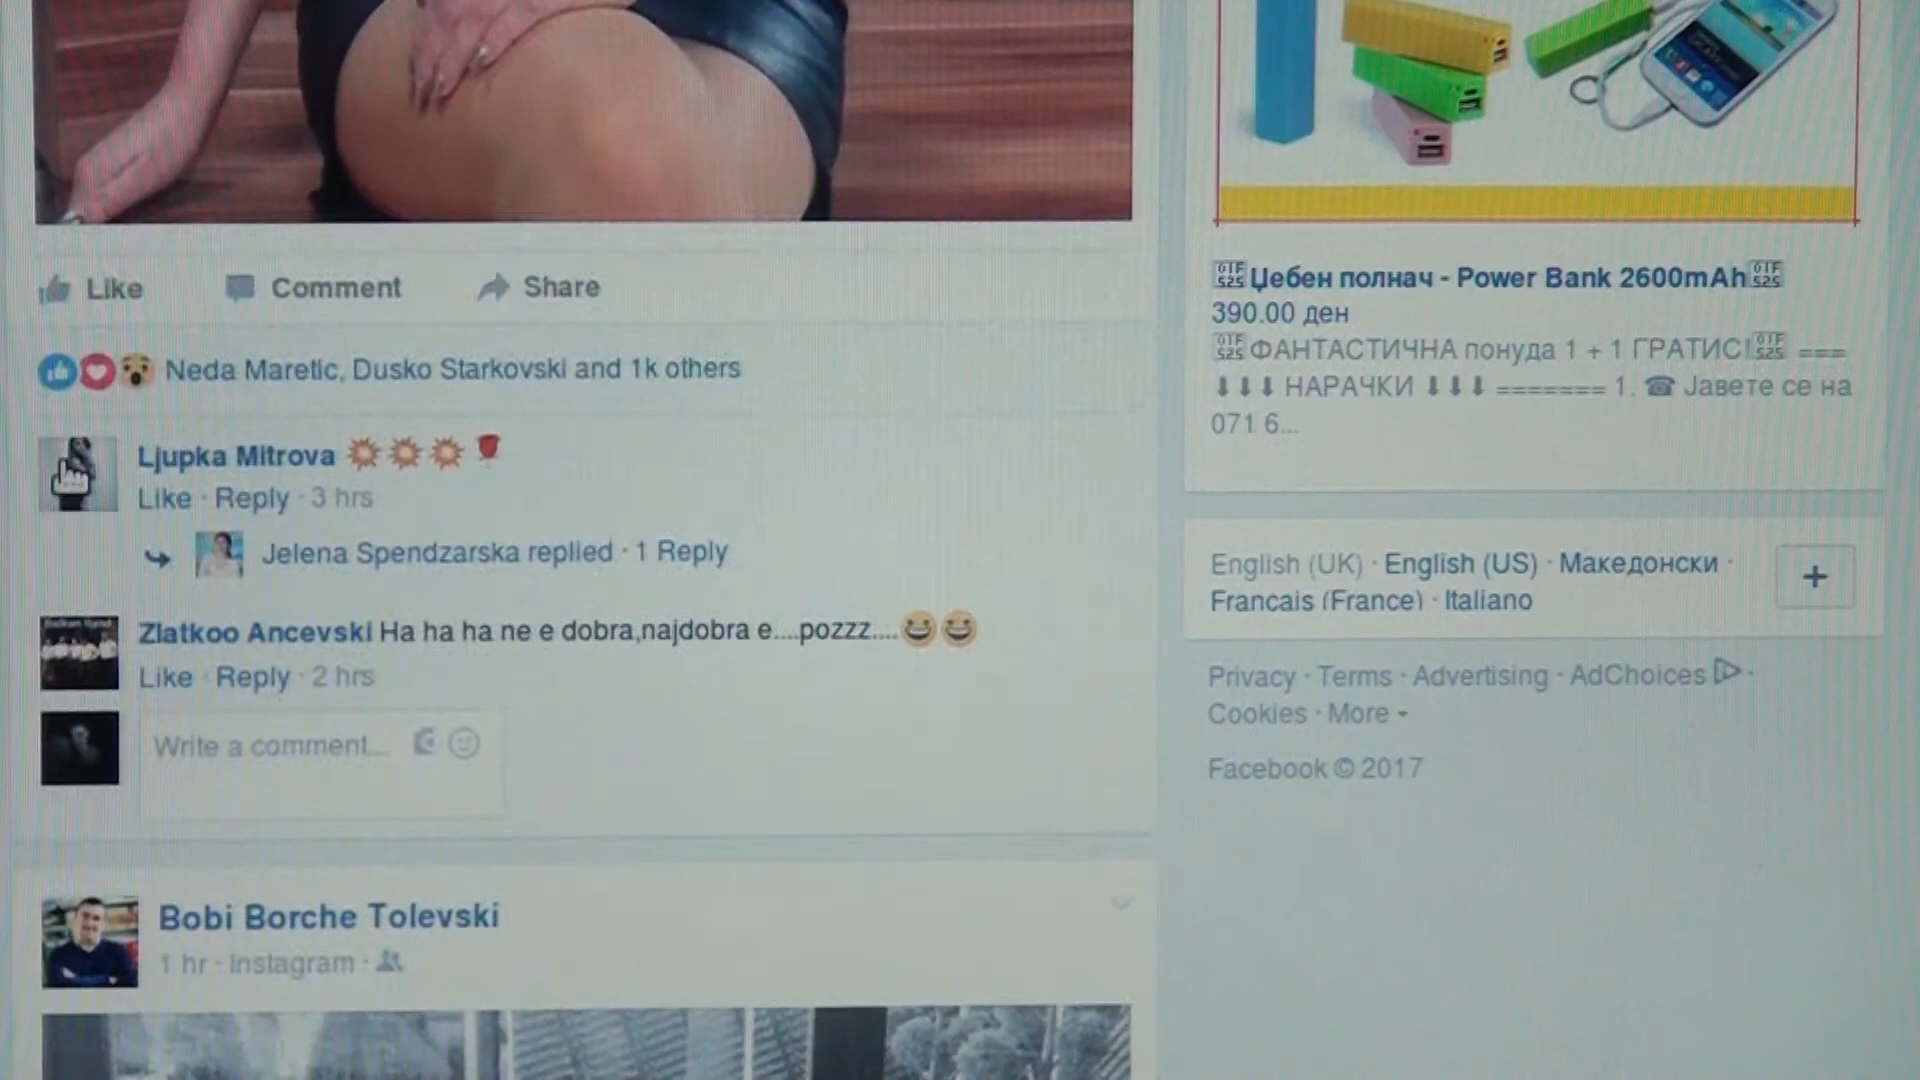 Like Comment Share
Neda Maretic, Dusko Starkovski and 1k others
Ljupka Mitrova 💥💥💥🌹
Like · Reply · 3 hrs
Jelena Spendzarska replied · 1 Reply
Zlatkoo Ancevski Ha ha ha ne e dobra,najdobra e....pozzz....😀😀
Like · Reply · 2 hrs
Write a comment...
Bobi Borche Tolevski
1 hr · Instagram ·
Џебен полнач - Power Bank 2600mAh
390.00 ден
ФАНТАСТИЧНА понуда 1 + 1 ГРАТИС! ===
⬇⬇⬇ НАРАЧКИ ⬇⬇⬇ ======= 1. ☎ Јавете се на
071 6...
English (UK) · English (US) · Македонски ·
Français (France) · Italiano
+
Privacy · Terms · Advertising · AdChoices ·
Cookies · More
Facebook © 2017